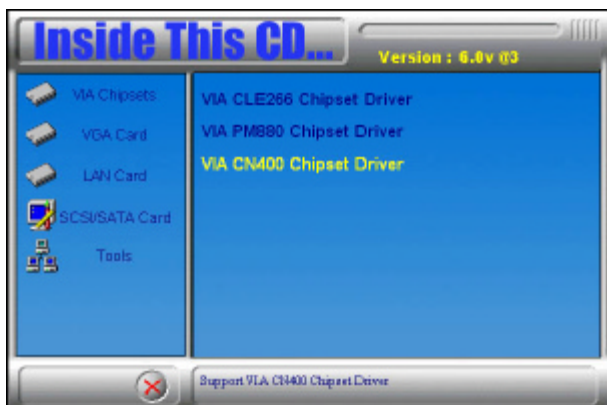 Inside This CD...
Version : 6.0v @3
VIA Chipsets
VGA Card
LAN Card
SCSI/SATA Card
Tools
VIA CLE266 Chipset Driver
VIA PM880 Chipset Driver
VIA CN400 Chipset Driver
Support VIA CN400 Chipset Driver